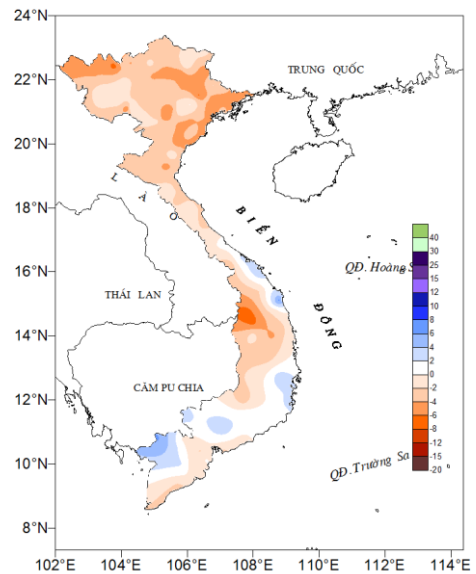 24°N
22°N
20°N
18°N
16°N
14°N
12°N
10°N
8°N
102°E 104°E 106°E 108°E 110°E 112°E 114°E
TRUNG QUỐC
LÀO
BIỂN
ĐÔNG
QĐ. Hoàng S
THÁI LAN
CĂM PU CHIA
QĐ.Trường Sa
40
30
25
15
12
10
8
6
4
2
0
-2
-4
-6
-8
-10
-12
-15
-20